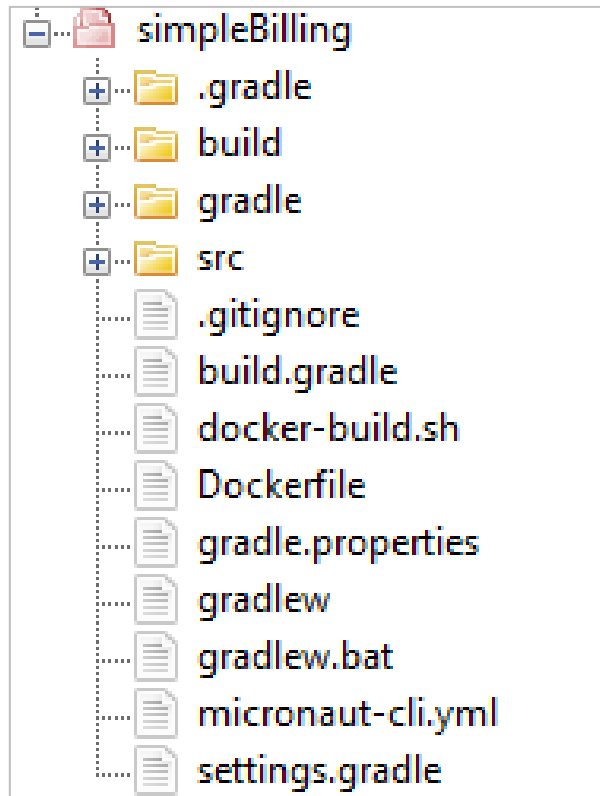 simpleBilling
.gradle
build
gradle
src
.gitignore
build.gradle
docker-build.sh
Dockerfile
gradle.properties
gradlew
gradlew.bat
micronaut-cli.yml
settings.gradle